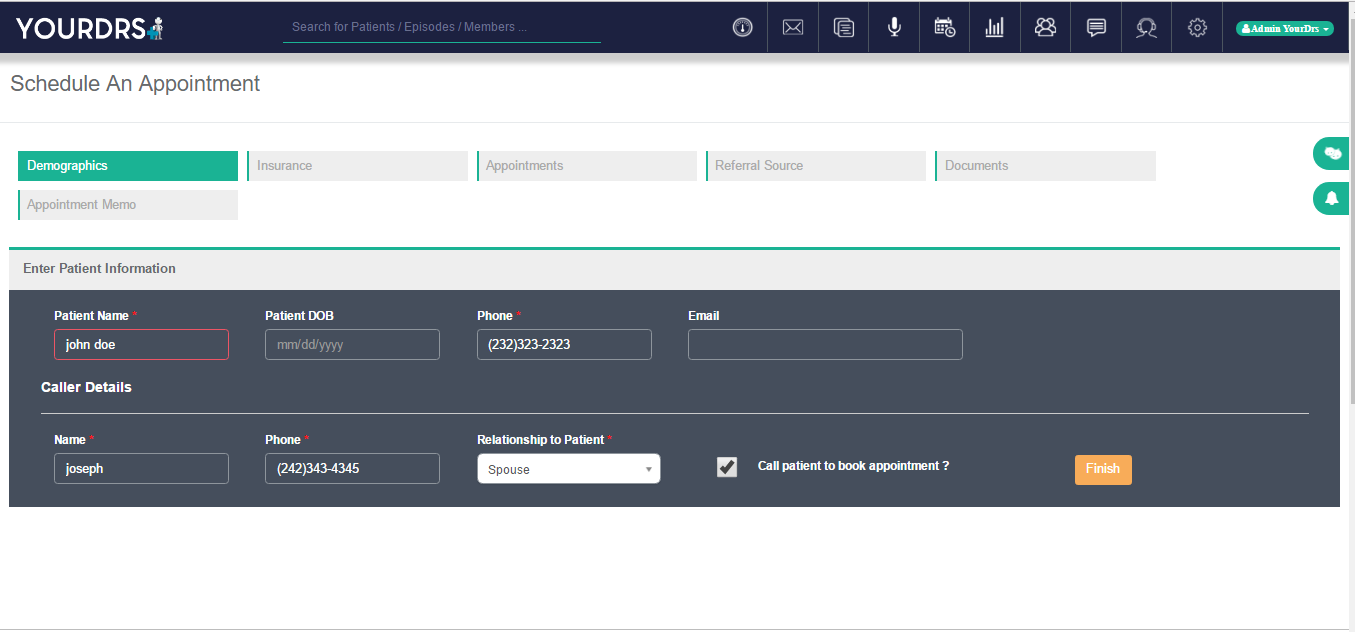 YOURDRS
Search for Patients / Episodes / Members ...
Admin YourDrs
Schedule An Appointment
Demographics
Insurance
Appointments
Referral Source
Documents
Appointment Memo
Enter Patient Information
Patient Name *
Patient DOB
Phone *
Email
john doe
mm/dd/yyyy
(232)323-2323
Caller Details
Name *
Phone *
Relationship to Patient *
joseph
(242)343-4345
Spouse
Call patient to book appointment ?
Finish